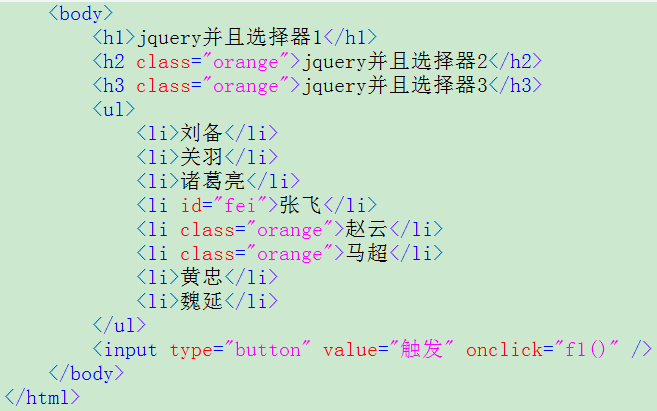 <body>
<h1>jquery并且选择器1</h1>
<h2 class="orange">jquery并且选择器2</h2>
<h3 class="orange">jquery并且选择器3</h3>
<ul>
<li>刘备</li>
<li>关羽</li>
<li>诸葛亮</li>
<li id="fei">张飞</li>
<li class="orange">赵云</li>
<li class="orange">马超</li>
<li>黄忠</li>
<li>魏延</li>
</ul>
<input type="button" value="触发" onclick="f1()" />
</body>
</html>